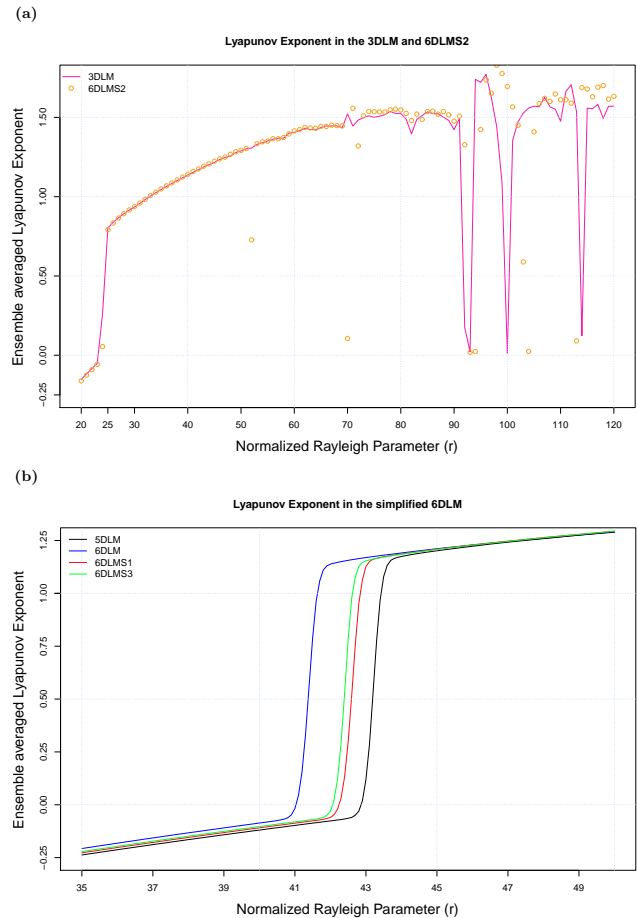 (a)
Lyapunov Exponent in the 3DLM and 6DLMS2
3DLM
6DLMS2
Ensemble averaged Lyapunov Exponent
1.50
1.00
0.50
0.00
−0.25
20 25 30 40 50 60 70 80 90 100 110 120
Normalized Rayleigh Parameter (r)
(b)
Lyapunov Exponent in the simplified 6DLM
5DLM
6DLM
6DLMS1
6DLMS3
Ensemble averaged Lyapunov Exponent
1.25
1.00
0.75
0.50
0.25
0.00
−0.25
35 37 39 41 43 45 47 49
Normalized Rayleigh Parameter (r)